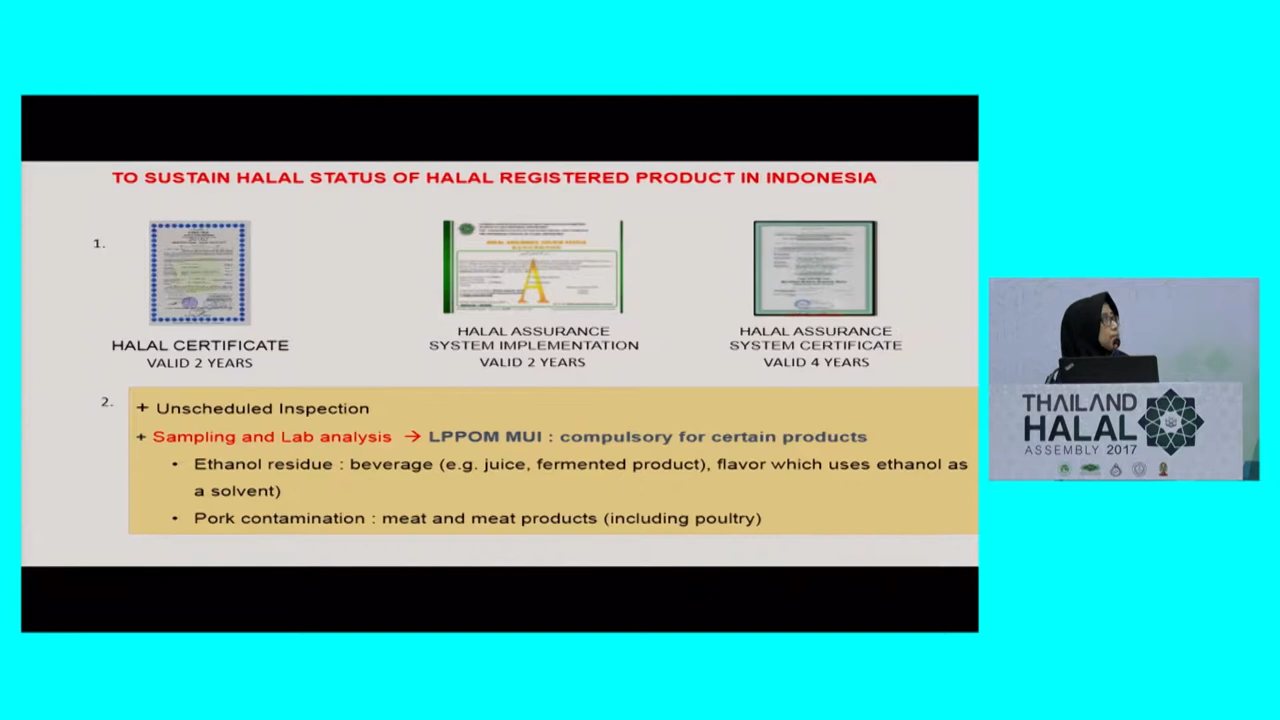 TO SUSTAIN HALAL STATUS OF HALAL REGISTERED PRODUCT IN INDONESIA
1.
A
HALAL CERTIFICATE
VALID 2 YEARS
HALAL ASSURANCE
SYSTEM IMPLEMENTATION
VALID 2 YEARS
HALAL ASSURANCE
SYSTEM CERTIFICATE
VALID 4 YEARS
2.
+ Unscheduled Inspection
+ Sampling and Lab analysis → LPPOM MUI : compulsory for certain products
• Ethanol residue : beverage (e.g. juice, fermented product), flavor which uses ethanol as
a solvent)
• Pork contamination : meat and meat products (including poultry)
THAILAND
HALAL
ASSEMBLY 2017